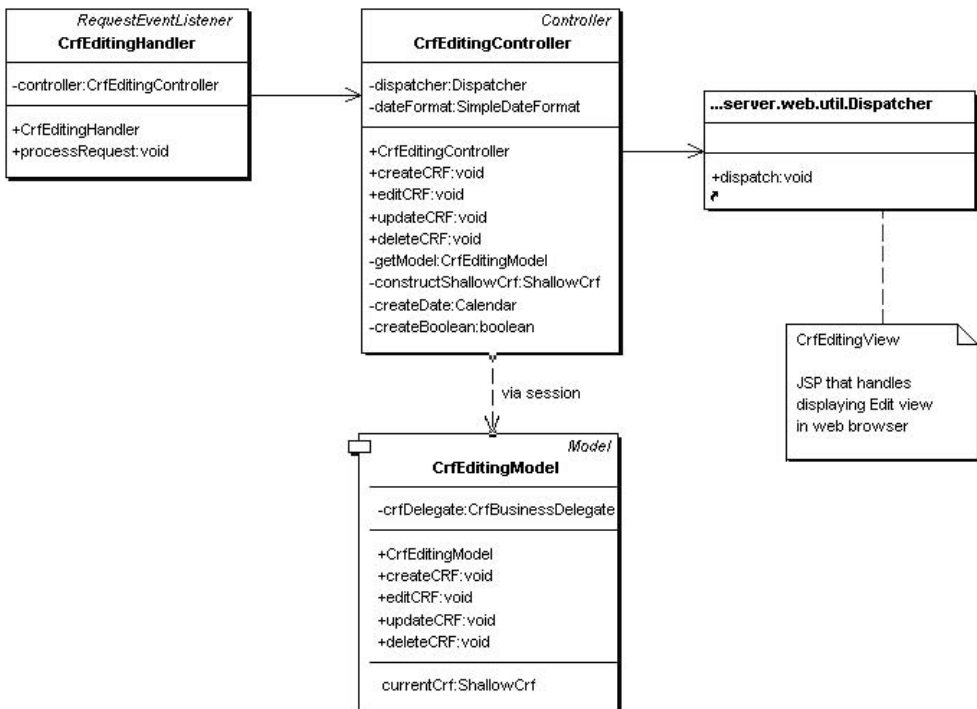 RequestEventListener
CrfEditingHandler
-controller:CrfEditingController
+CrfEditingHandler
+processRequest:void
Controller
CrfEditingController
-dispatcher:Dispatcher
-dateFormat:SimpleDateFormat
+CrfEditingController
+createCRF:void
+editCRF:void
+updateCRF:void
+deleteCRF:void
-getModel:CrfEditingModel
-constructShallowCrf:ShallowCrf
-createDate:Calendar
-createBoolean:boolean
...server.web.util.Dispatcher
+dispatch:void
CrfEditingView
JSP that handles
displaying Edit view
in web browser
via session
Model
CrfEditingModel
-crfDelegate:CrfBusinessDelegate
+CrfEditingModel
+createCRF:void
+editCRF:void
+updateCRF:void
+deleteCRF:void
currentCrf:ShallowCrf